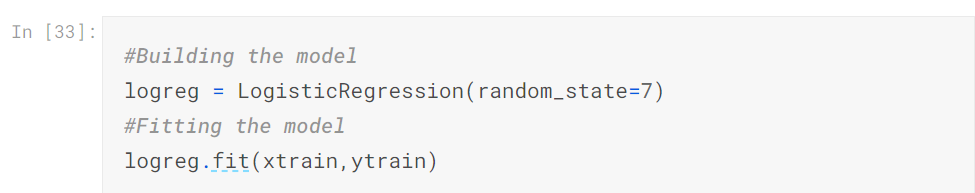 In [33]:
#Building the model
logreg = LogisticRegression(random_state=7)
#Fitting the model
logreg.fit(xtrain,ytrain)